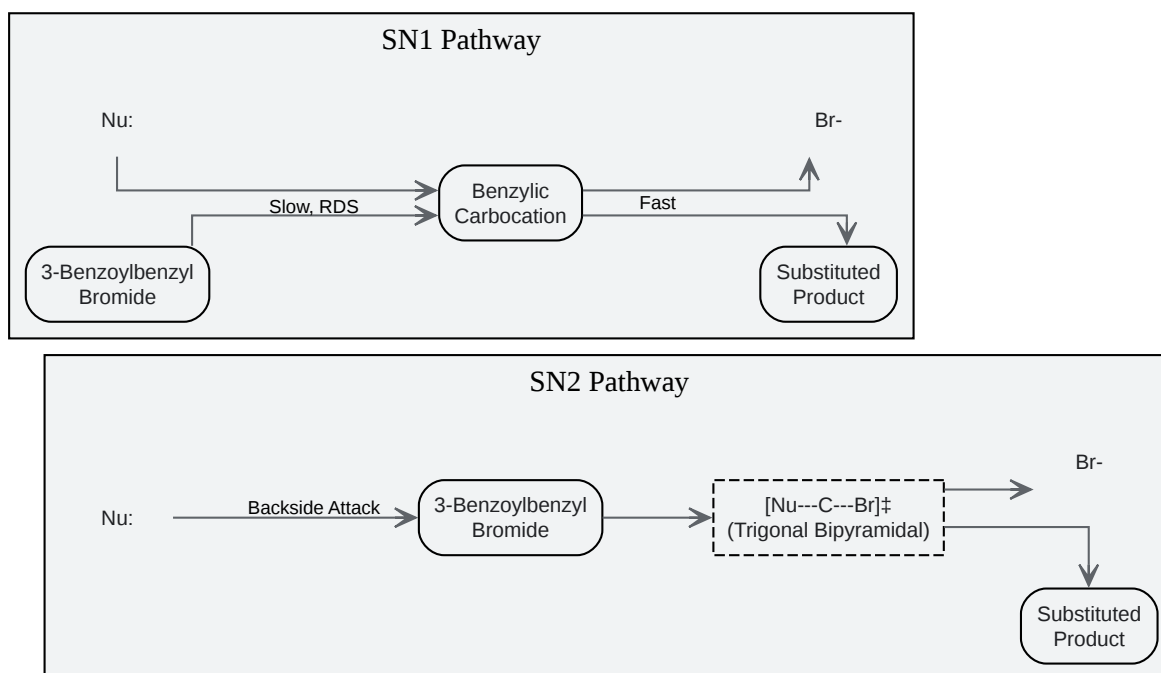 SN1 Pathway
Nu:
Br-
Slow, RDS
Benzylic
Carbocation
Fast
3-Benzoylbenzyl
Bromide
Substituted
Product
SN2 Pathway
Br-
Nu:
Backside Attack
3-Benzoylbenzyl
Bromide
[Nu---C---Br]‡
(Trigonal Bipyramidal)
Substituted
Product